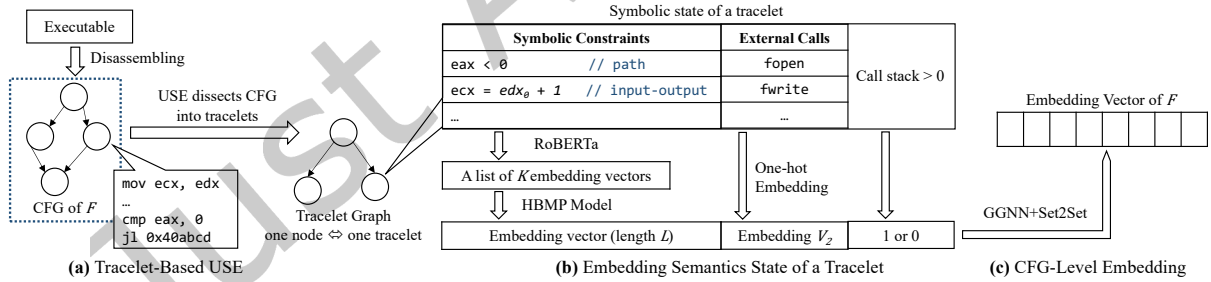 Executable
Disassembling
CFG of F
mov ecx, edx
…
cmp eax, 0
jl 0x40abcd
USE dissects CFG
into tracelets
Tracelet Graph
one node ⇔ one tracelet
(a) Tracelet-Based USE
Symbolic state of a tracelet
Symbolic Constraints External Calls
eax < 0 // path fopen
Call stack > 0
ecx = edx₀ + 1 // input-output fwrite
… …
RoBERTa
A list of K embedding vectors
One-hot
Embedding
HBMP Model
Embedding vector (length L) Embedding V₂ 1 or 0
(b) Embedding Semantics State of a Tracelet
Embedding Vector of F
GGNN+Set2Set
(c) CFG-Level Embedding
Just A